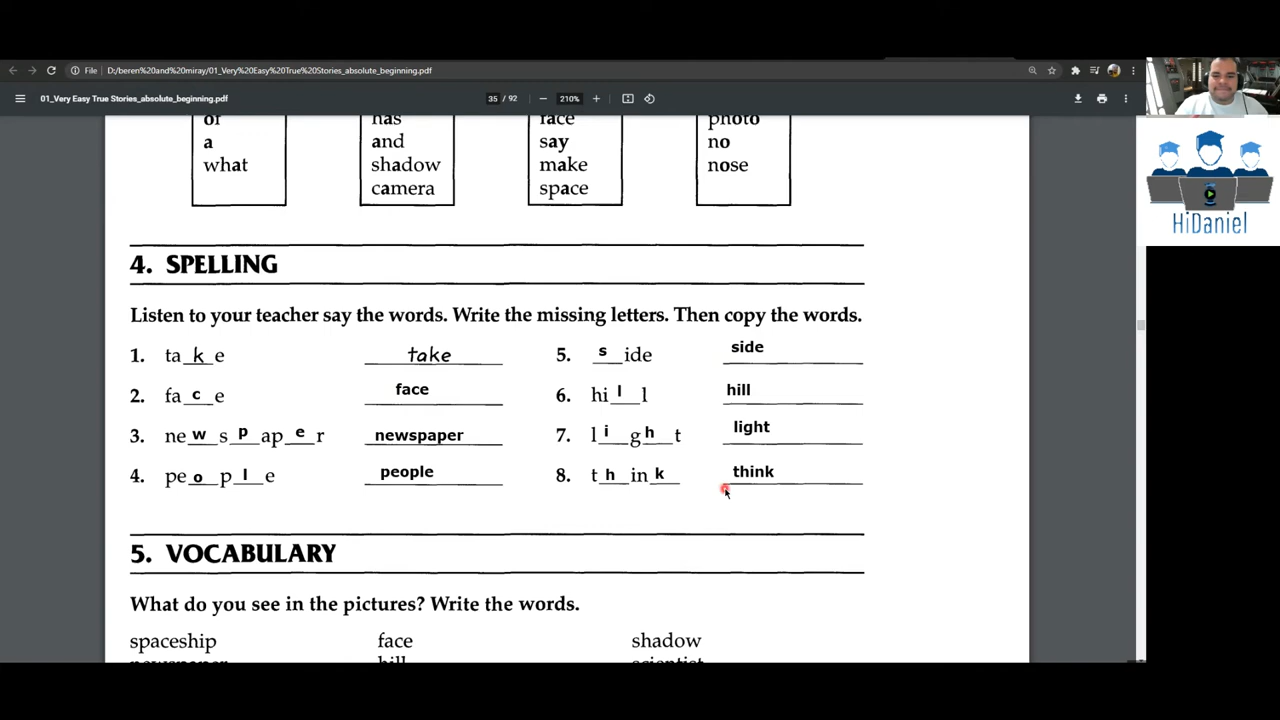 File D:/beren%20and%20miray/01_Very%20Easy%20True%20Stories_absolute_beginning.pdf
01_Very Easy True Stories_absolute_beginning.pdf
35 / 92
210%
of
a
what
has
and
shadow
camera
face
say
make
space
photo
no
nose
HiDaniel
4. SPELLING
Listen to your teacher say the words. Write the missing letters. Then copy the words.
1. ta k e take
2. fa c e face
3. ne w s p ap e r newspaper
4. pe o p l e people
5. s ide side
6. hi l l hill
7. l i g h t light
8. t h in k think
5. VOCABULARY
What do you see in the pictures? Write the words.
spaceship face shadow
newspaper hill scientist